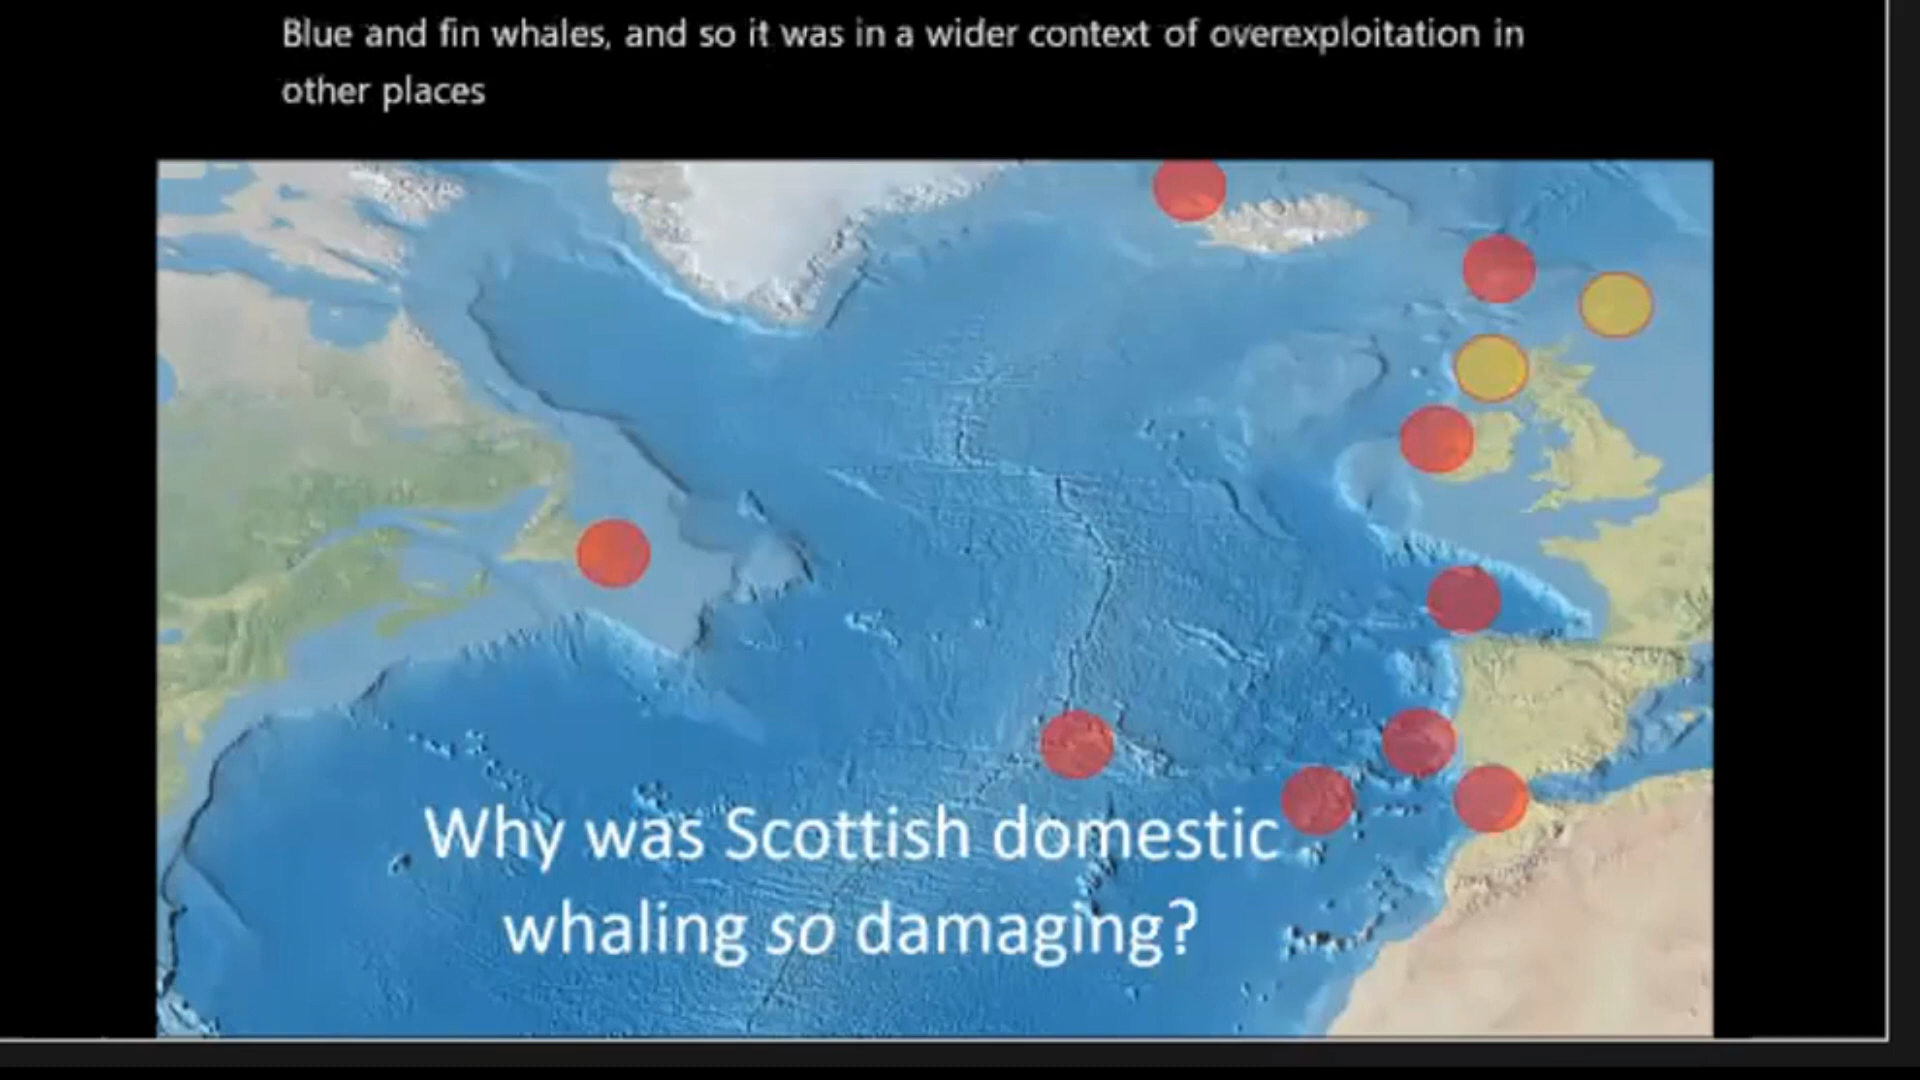 Blue and fin whales, and so it was in a wider context of overexploitation in
other places
Why was Scottish domestic
whaling so damaging?